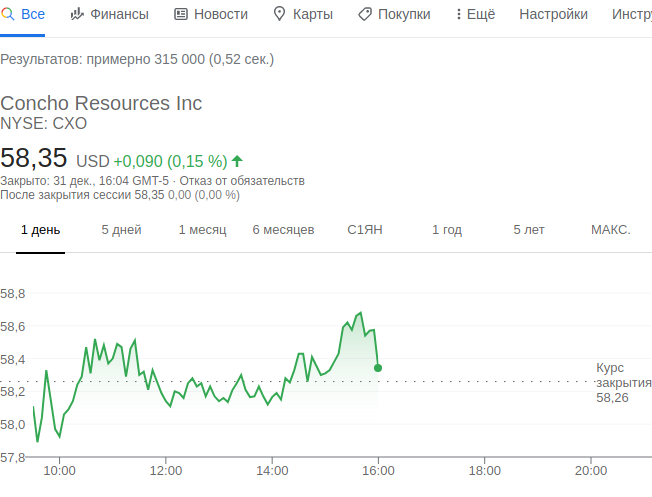 Все Финансы Новости Карты Покупки Ещё Настройки Инстру
Результатов: примерно 315 000 (0,52 сек.)
Concho Resources Inc
NYSE: CXO
58,35 USD +0,090 (0,15 %)
Закрыто: 31 дек., 16:04 GMT-5 · Отказ от обязательств
После закрытия сессии 58,35 0,00 (0,00 %)
1 день 5 дней 1 месяц 6 месяцев С1ЯН 1 год 5 лет МАКС.
58,8
58,6
58,4
58,2
58,0
57,8
Курс
закрытия
58,26
10:00 12:00 14:00 16:00 18:00 20:00